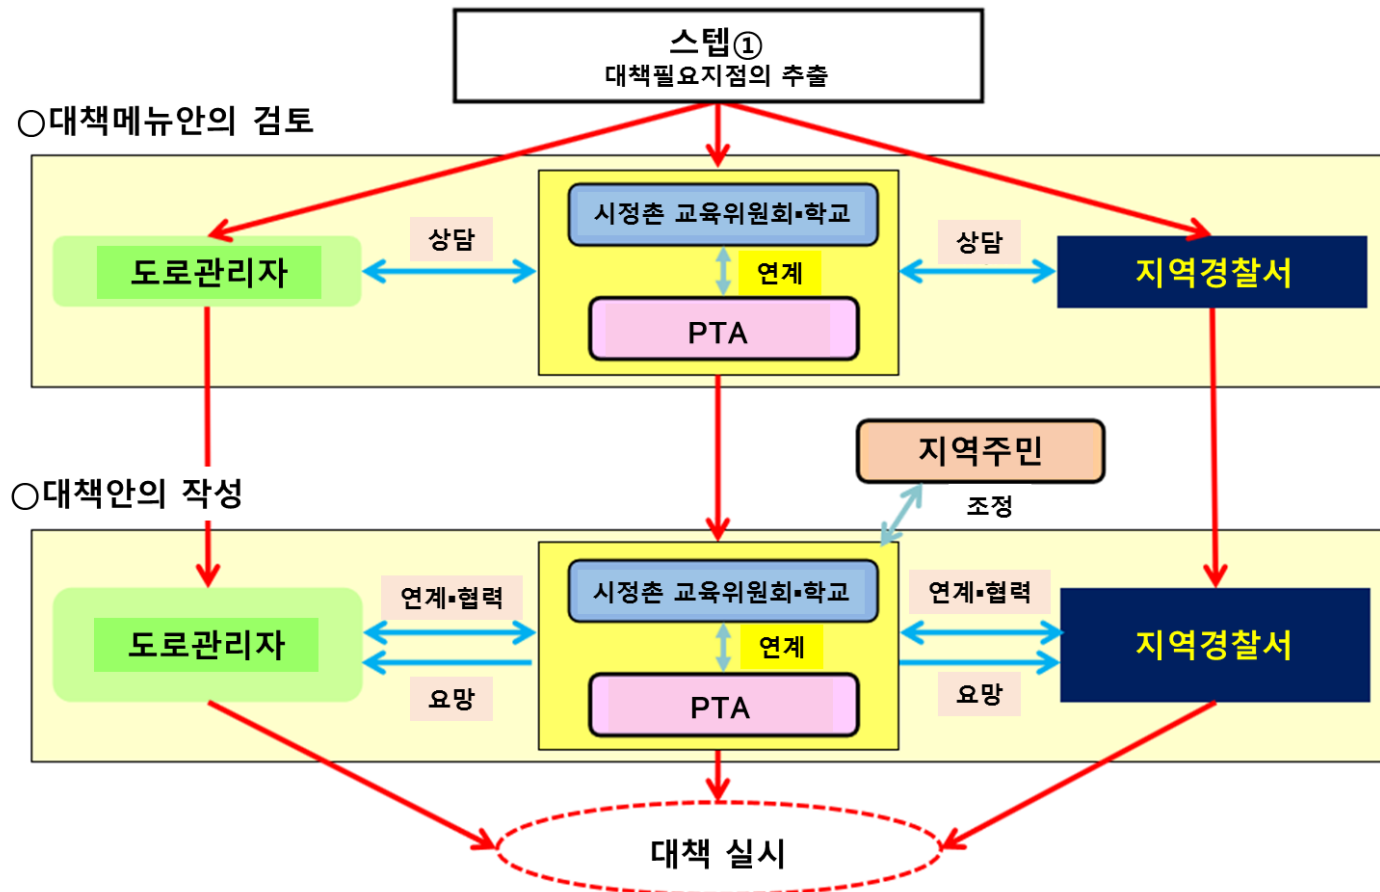 스텝①
대책필요지점의 추출
○대책메뉴안의 검토
시정촌 교육위원회▪학교
상담
상담
도로관리자
연계
지역경찰서
PTA
지역주민
○대책안의 작성
조정
연계▪협력
시정촌 교육위원회▪학교
연계▪협력
도로관리자
연계
지역경찰서
요망
PTA
요망
대책 실시